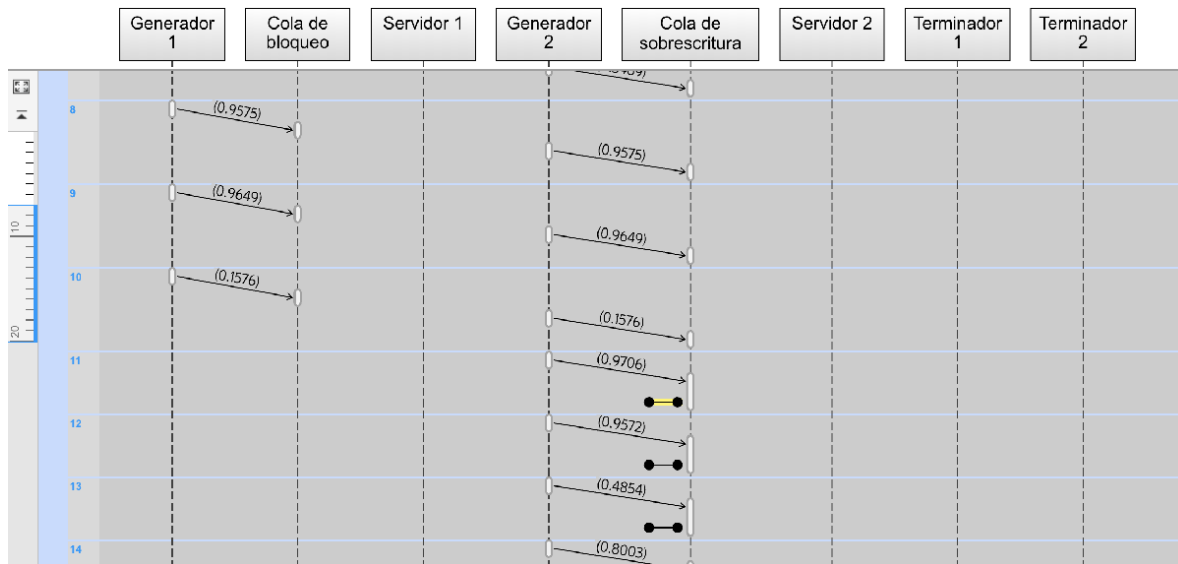 Generador
1
Cola de
bloqueo
Servidor 1
Generador
2
Cola de
sobrescritura
Servidor 2
Terminador
1
Terminador
2
8
(0.9575)
(0.9575)
9
(0.9649)
(0.9649)
10
10
(0.1576)
(0.1576)
20
11
(0.9706)
12
(0.9572)
13
(0.4854)
14
(0.8003)